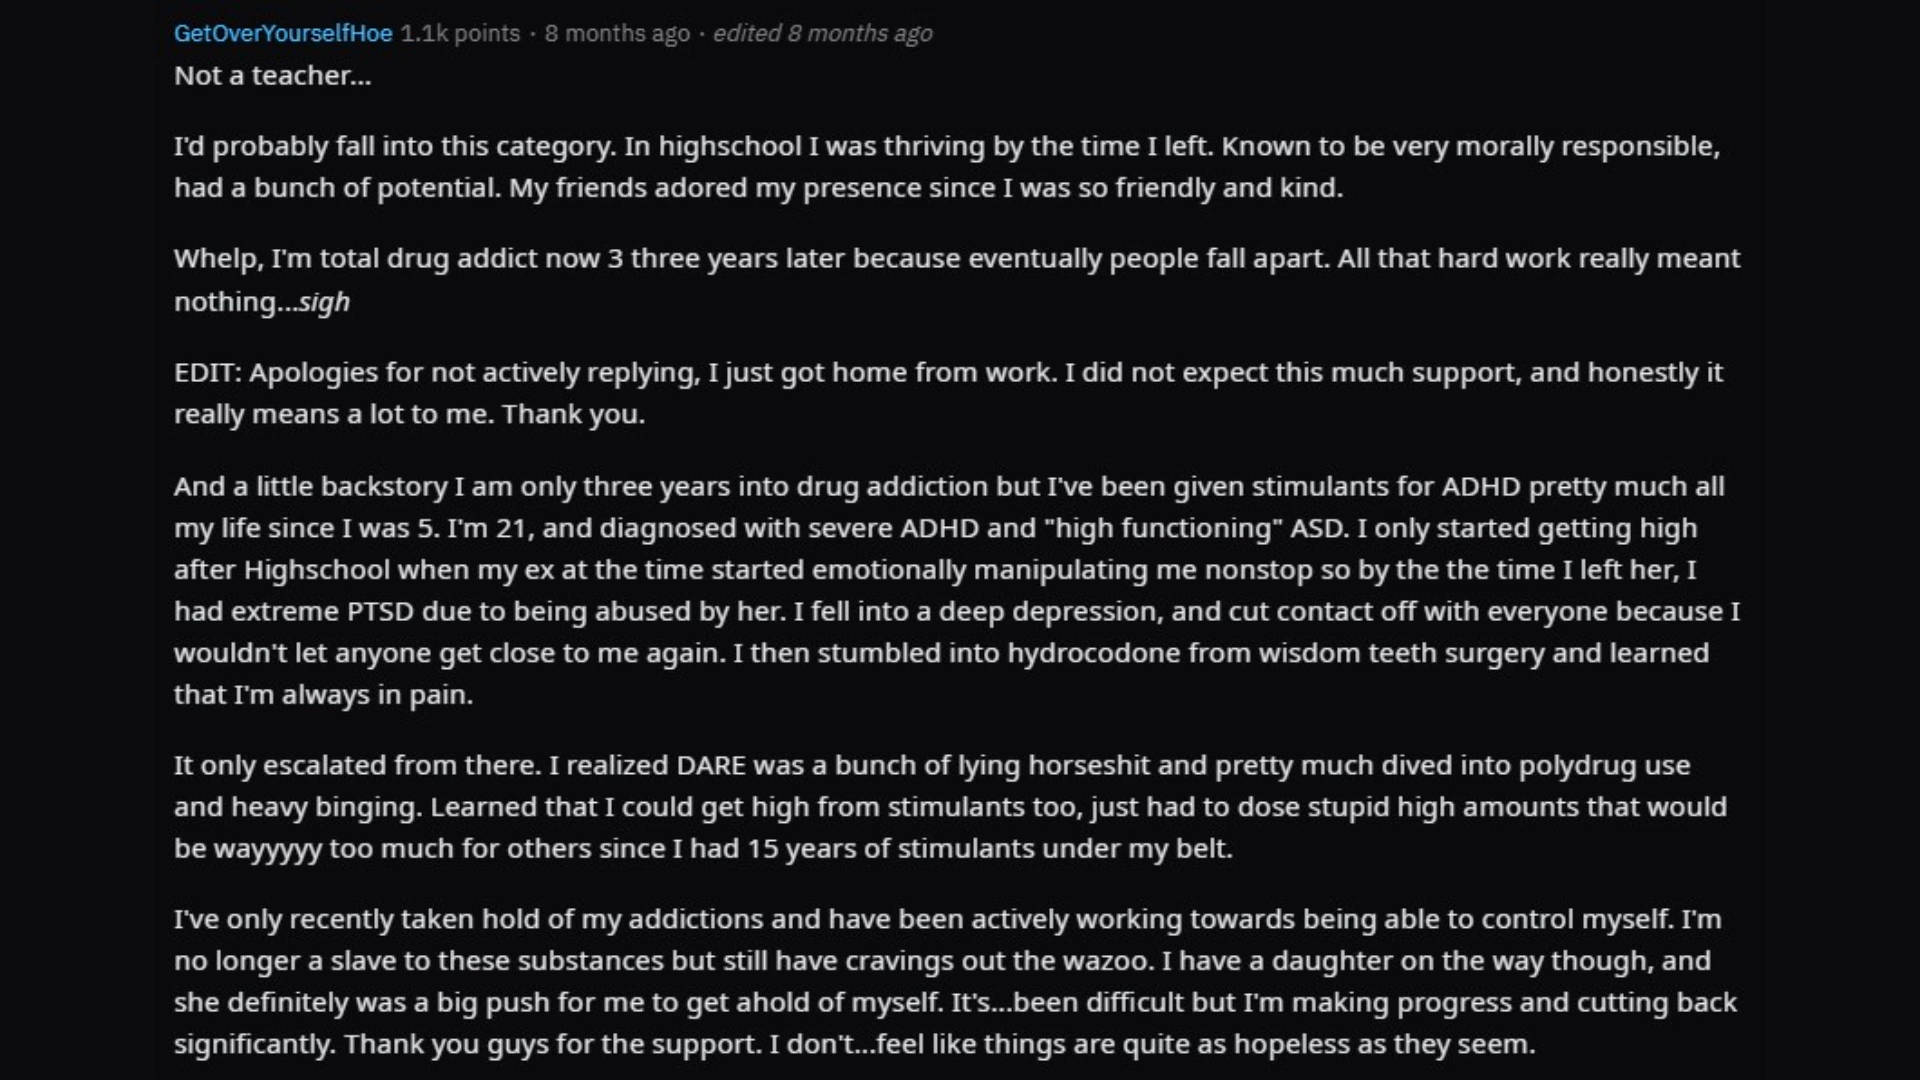 GetOverYourselfHoe 1.1k points · 8 months ago · edited 8 months ago
Not a teacher...
I'd probably fall into this category. In highschool I was thriving by the time I left. Known to be very morally responsible,
had a bunch of potential. My friends adored my presence since I was so friendly and kind.
Whelp, I'm total drug addict now 3 three years later because eventually people fall apart. All that hard work really meant
nothing...sigh
EDIT: Apologies for not actively replying, I just got home from work. I did not expect this much support, and honestly it
really means a lot to me. Thank you.
And a little backstory I am only three years into drug addiction but I've been given stimulants for ADHD pretty much all
my life since I was 5. I'm 21, and diagnosed with severe ADHD and "high functioning" ASD. I only started getting high
after Highschool when my ex at the time started emotionally manipulating me nonstop so by the the time I left her, I
had extreme PTSD due to being abused by her. I fell into a deep depression, and cut contact off with everyone because I
wouldn't let anyone get close to me again. I then stumbled into hydrocodone from wisdom teeth surgery and learned
that I'm always in pain.
It only escalated from there. I realized DARE was a bunch of lying horseshit and pretty much dived into polydrug use
and heavy binging. Learned that I could get high from stimulants too, just had to dose stupid high amounts that would
be wayyyyy too much for others since I had 15 years of stimulants under my belt.
I've only recently taken hold of my addictions and have been actively working towards being able to control myself. I'm
no longer a slave to these substances but still have cravings out the wazoo. I have a daughter on the way though, and
she definitely was a big push for me to get ahold of myself. It's...been difficult but I'm making progress and cutting back
significantly. Thank you guys for the support. I don't...feel like things are quite as hopeless as they seem.